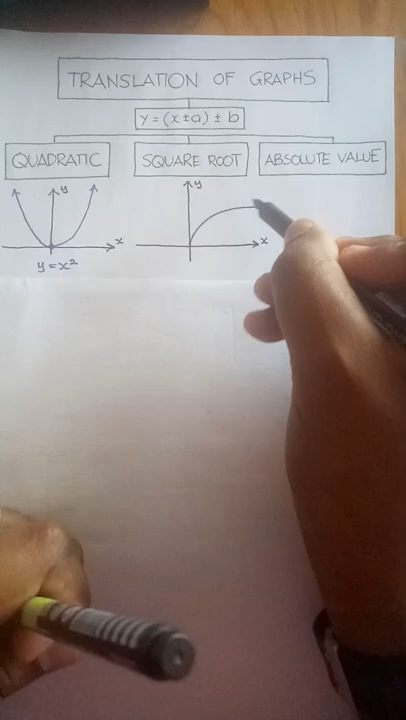 TRANSLATION OF GRAPHS
y = (x ± a) ± b
QUADRATIC
SQUARE ROOT
ABSOLUTE VALUE
y
y
x
x
y = x²